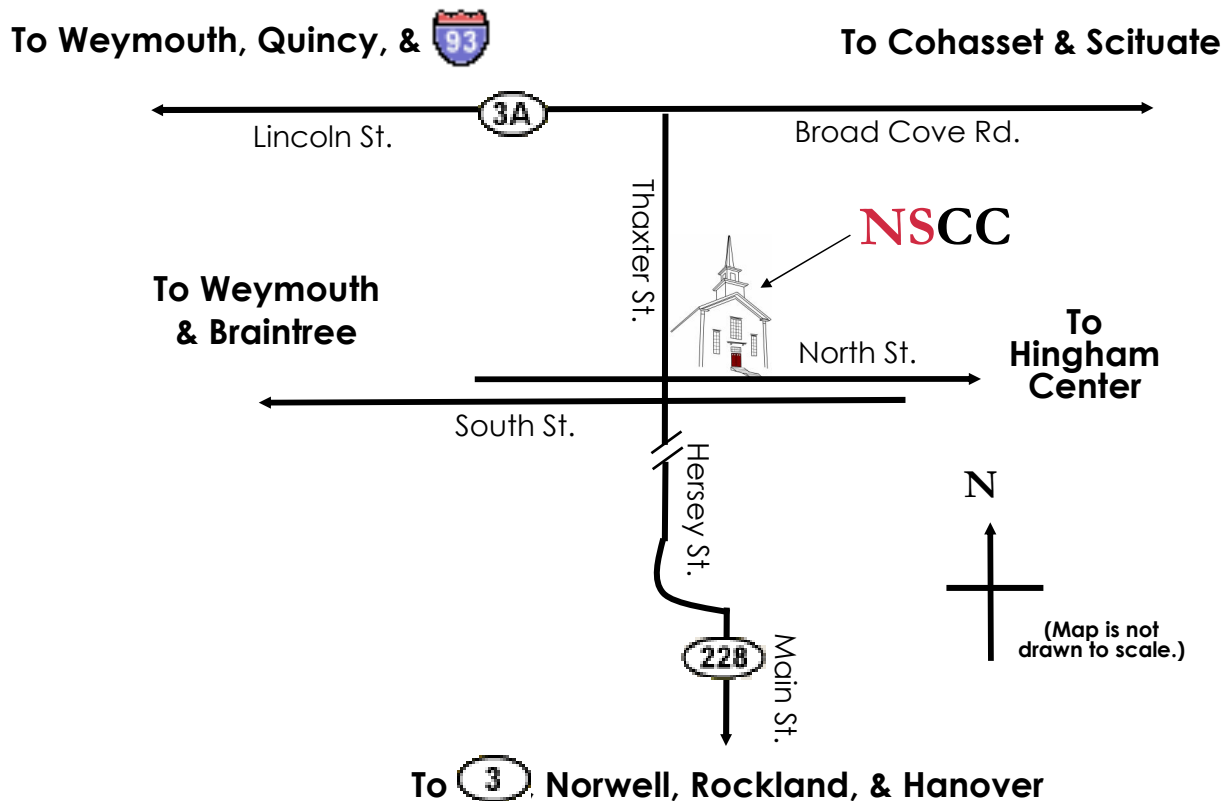 To Weymouth, Quincy, & 93
To Cohasset & Scituate
3A
Lincoln St.
Broad Cove Rd.
Thaxter St.
NSCC
To Weymouth
& Braintree
North St.
To
Hingham
Center
South St.
Hersey St.
N
(Map is not
drawn to scale.)
228
Main St.
To 3, Norwell, Rockland, & Hanover